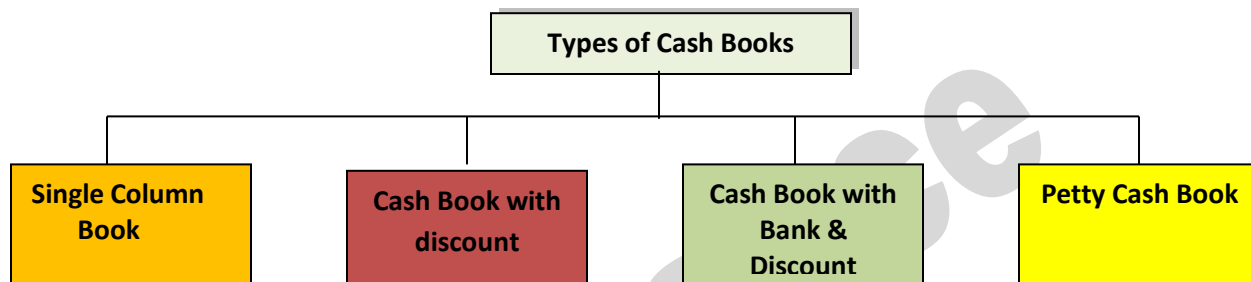 Types of Cash Books
Single Column
Book
Cash Book with
discount
Cash Book with
Bank &
Discount
Petty Cash Book